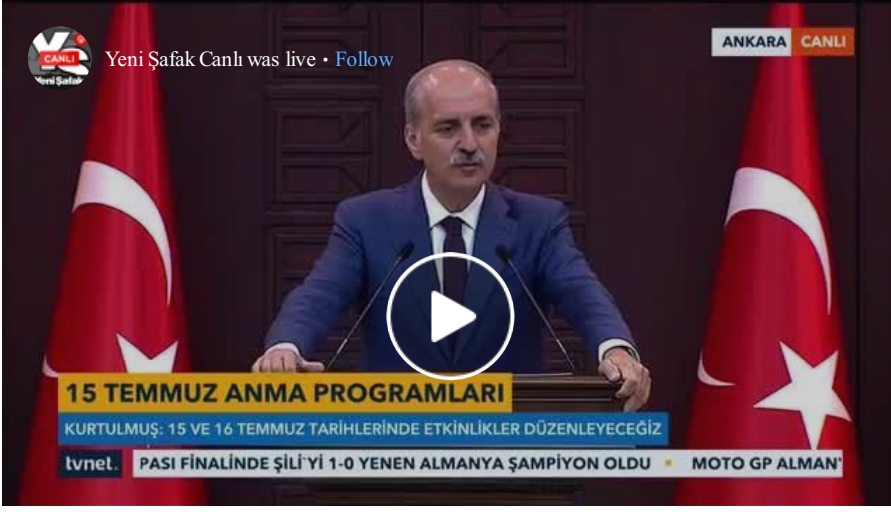 CANLI
Yeni Şafak
Yeni Şafak Canlı was live · Follow
ANKARA CANLI
15 TEMMUZ ANMA PROGRAMLARI
KURTULMUŞ: 15 VE 16 TEMMUZ TARİHLERİNDE ETKİNLİKLER DÜZENLEYECEĞİZ
tvnet. PASI FİNALİNDE ŞİLİ'Yİ 1-0 YENEN ALMANYA ŞAMPİYON OLDU • MOTO GP ALMAN'